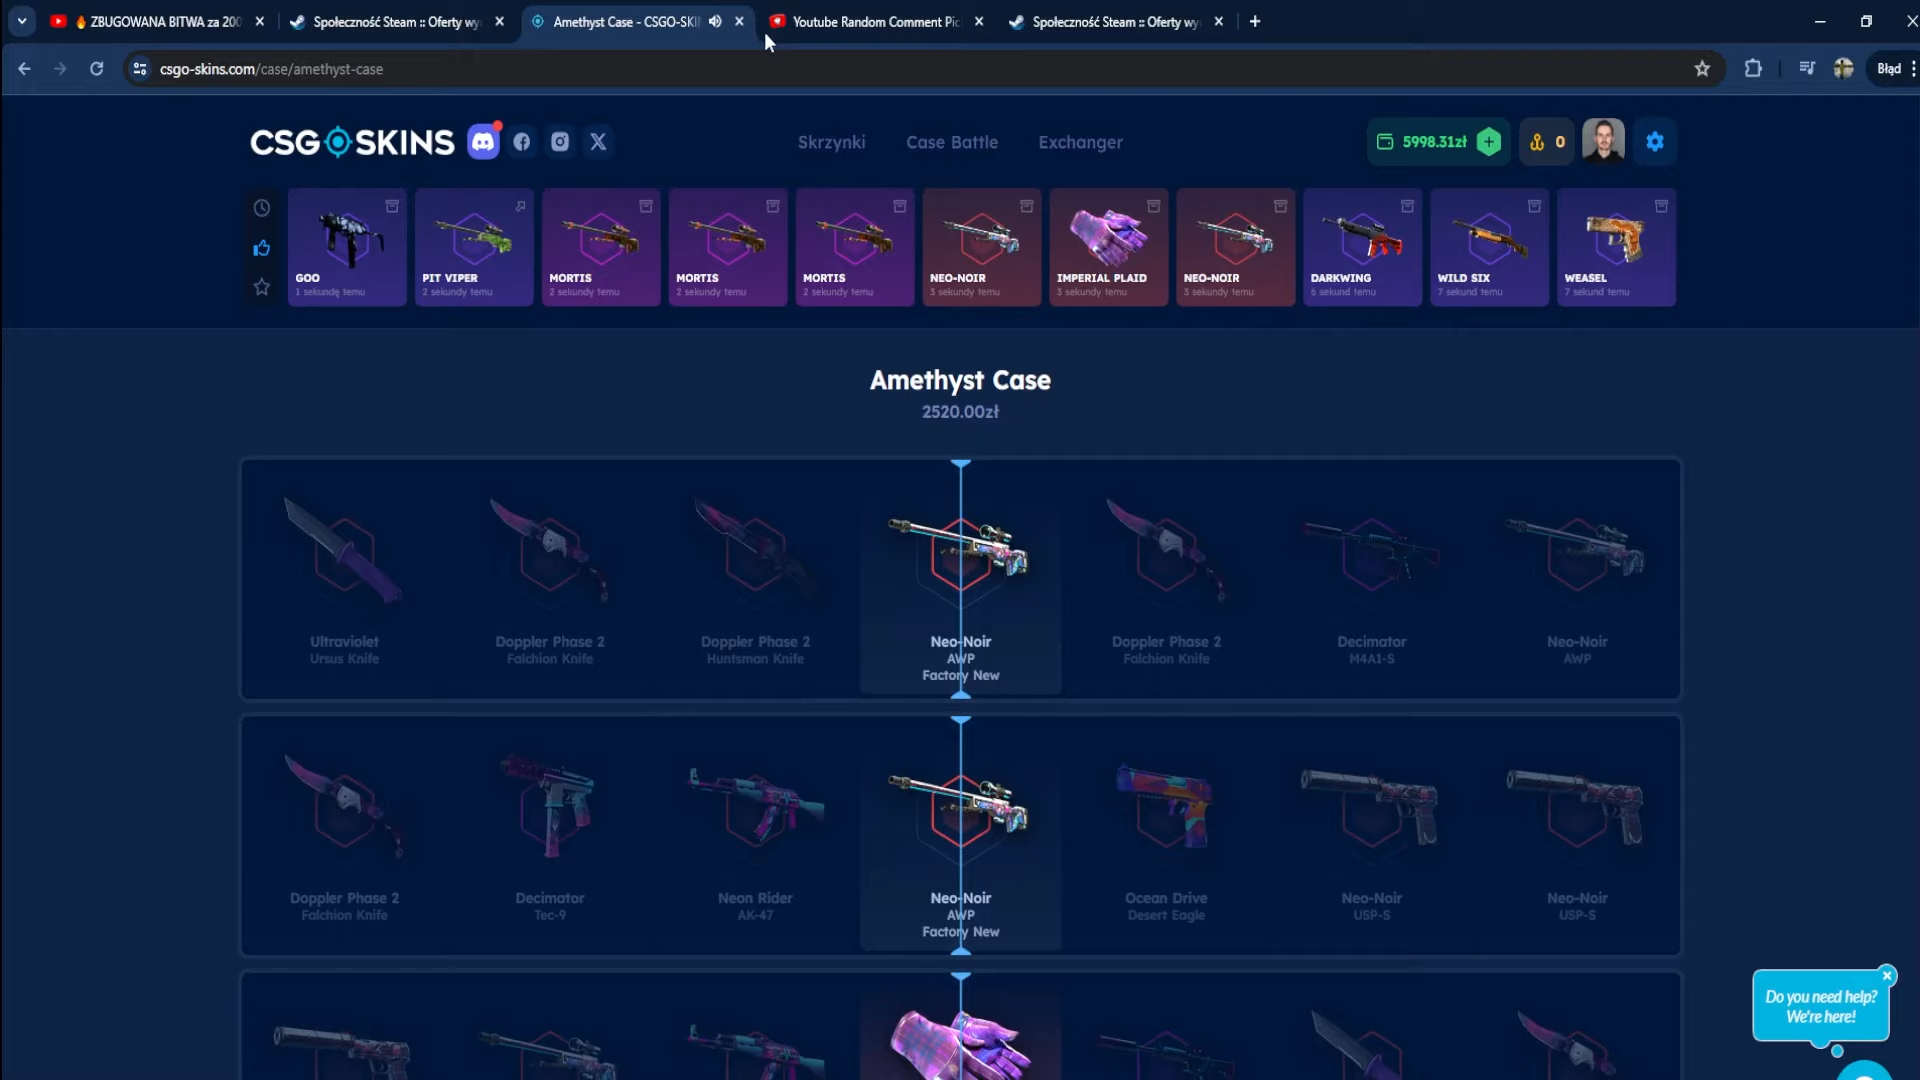 🔥 ZBUGOWANA BITWA za 200
Społeczność Steam :: Oferty wy
Amethyst Case - CSGO-SKI
Youtube Random Comment Pic
Społeczność Steam :: Oferty wy
csgo-skins.com/case/amethyst-case
Błąd
CSG SKINS
Skrzynki
Case Battle
Exchanger
5998.31zł
0
GOO
1 sekundę temu
PIT VIPER
2 sekundy temu
MORTIS
2 sekundy temu
MORTIS
2 sekundy temu
MORTIS
2 sekundy temu
NEO-NOIR
3 sekundy temu
IMPERIAL PLAID
3 sekundy temu
NEO-NOIR
3 sekundy temu
DARKWING
6 sekund temu
WILD SIX
7 sekund temu
WEASEL
7 sekund temu
Amethyst Case
2520.00zł
Ultraviolet
Ursus Knife
Doppler Phase 2
Falchion Knife
Doppler Phase 2
Huntsman Knife
Neo-Noir
AWP
Factory New
Doppler Phase 2
Falchion Knife
Decimator
M4A1-S
Neo-Noir
AWP
Doppler Phase 2
Falchion Knife
Decimator
Tec-9
Neon Rider
AK-47
Neo-Noir
AWP
Factory New
Ocean Drive
Desert Eagle
Neo-Noir
USP-S
Neo-Noir
USP-S
Do you need help?
We're here!